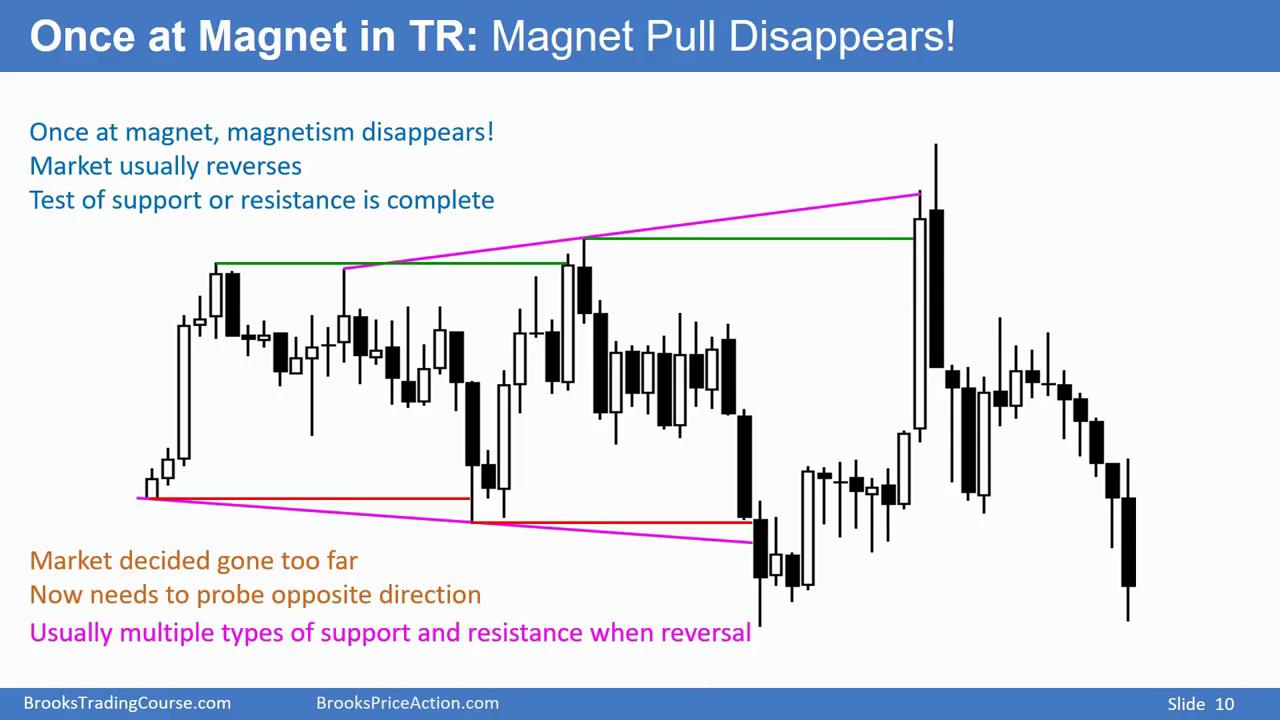 Once at Magnet in TR: Magnet Pull Disappears!
Once at magnet, magnetism disappears!
Market usually reverses
Test of support or resistance is complete
Market decided gone too far
Now needs to probe opposite direction
Usually multiple types of support and resistance when reversal
BrooksTradingCourse.com
BrooksPriceAction.com
Slide 10